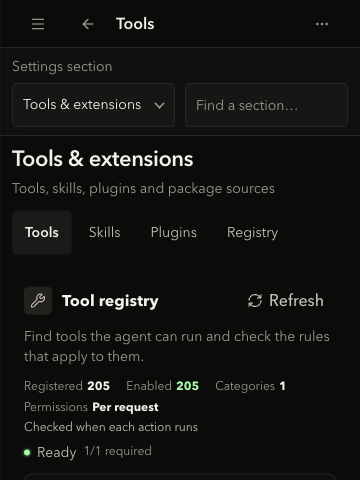 Tools
Settings section
Tools & extensions
Find a section…
Tools & extensions
Tools, skills, plugins and package sources
Tools Skills Plugins Registry
Tool registry Refresh
Find tools the agent can run and check the rules
that apply to them.
Registered 205 Enabled 205 Categories 1
Permissions Per request
Checked when each action runs
Ready 1/1 required